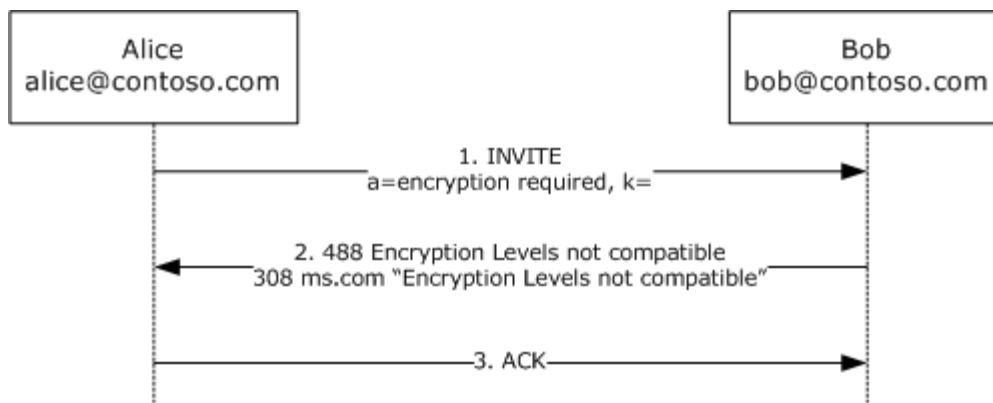 Alice
alice@contoso.com
Bob
bob@contoso.com
1. INVITE
a=encryption required, k=
2. 488 Encryption Levels not compatible
308 ms.com “Encryption Levels not compatible”
3. ACK